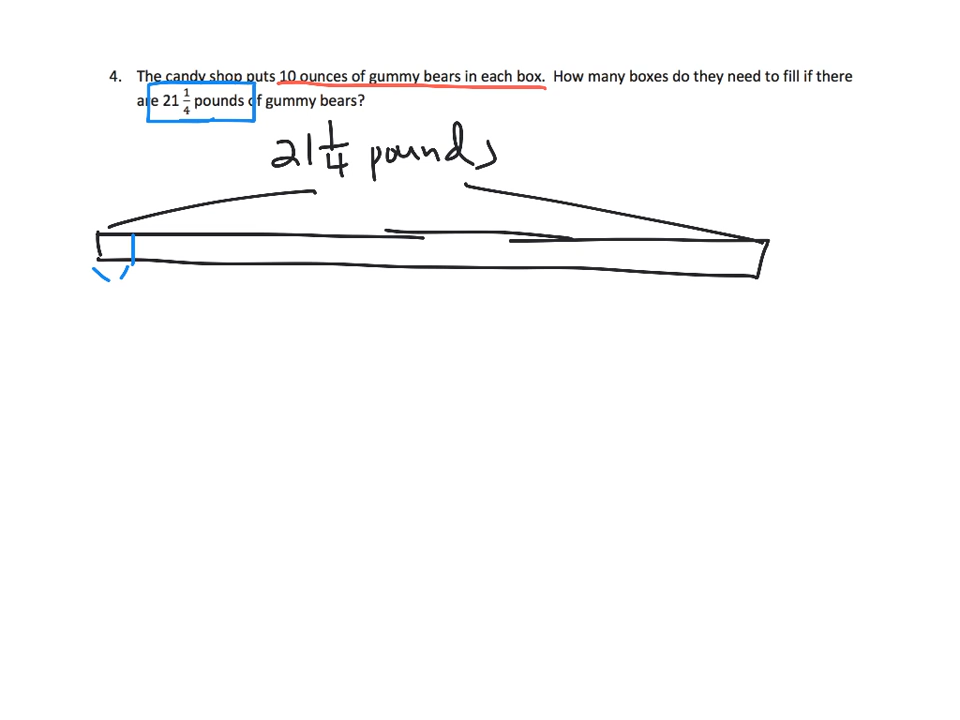 4. The candy shop puts 10 ounces of gummy bears in each box. How many boxes do they need to fill if there
are 21 1/4 pounds of gummy bears?
21 1/4 pounds